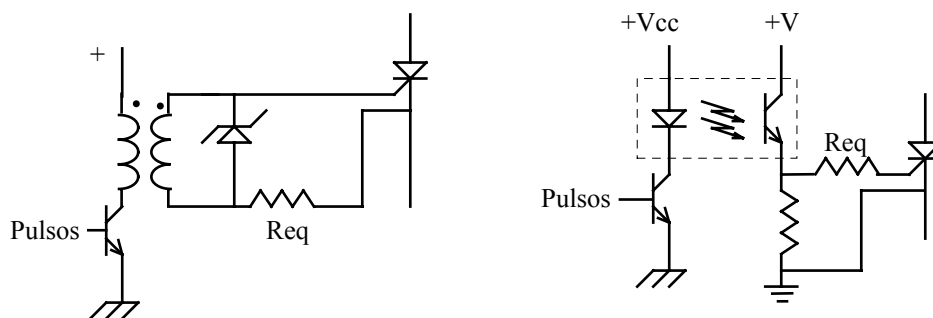 +
Pulsos
Req
+Vcc
+V
Req
Pulsos